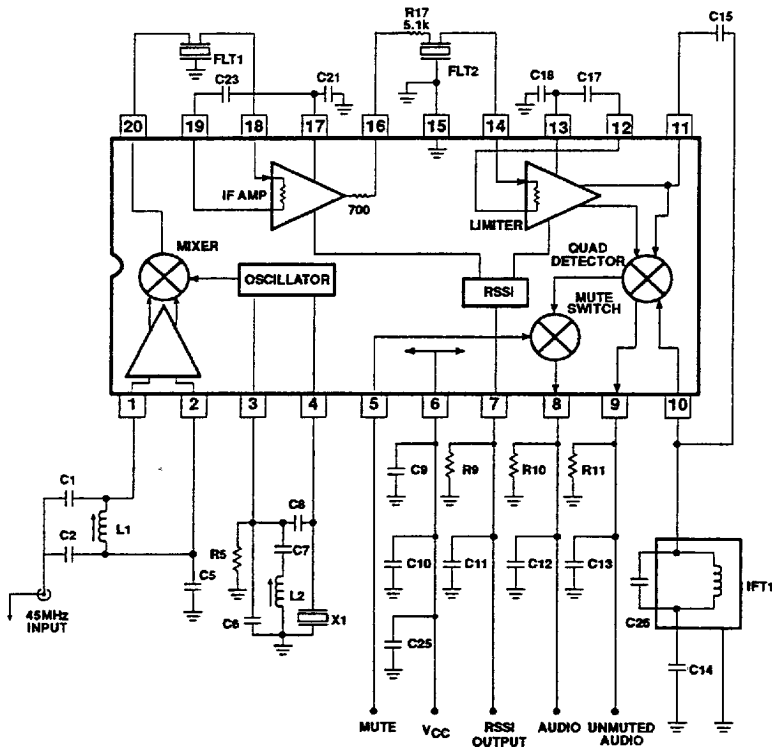 R17
5.1k
C15
FLT1
FLT2
C23
C21
C18
C17
20
19
18
17
16
15
14
13
12
11
IF AMP
700
LIMITER
MIXER
OSCILLATOR
RSSI
QUAD
DETECTOR
MUTE
SWITCH
1
2
3
4
5
6
7
8
9
10
C1
C2
L1
C5
45MHz
INPUT
R5
C6
C8
C7
L2
X1
C9
R9
R10
R11
C10
C11
C12
C13
C25
C26
IFT1
C14
MUTE
VCC
RSSI
OUTPUT
AUDIO
UNMUTED
AUDIO